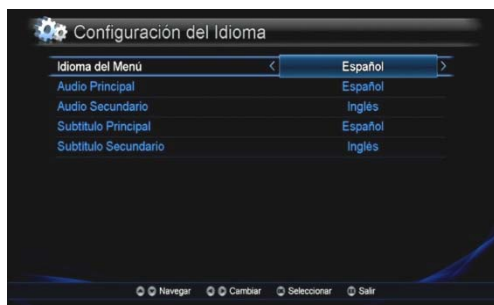 Configuración del Idioma
Idioma del Menú < Español >
Audio Principal Español
Audio Secundario Inglés
Subtitulo Principal Español
Subtitulo Secundario Inglés
Navegar Cambiar Seleccionar Salir